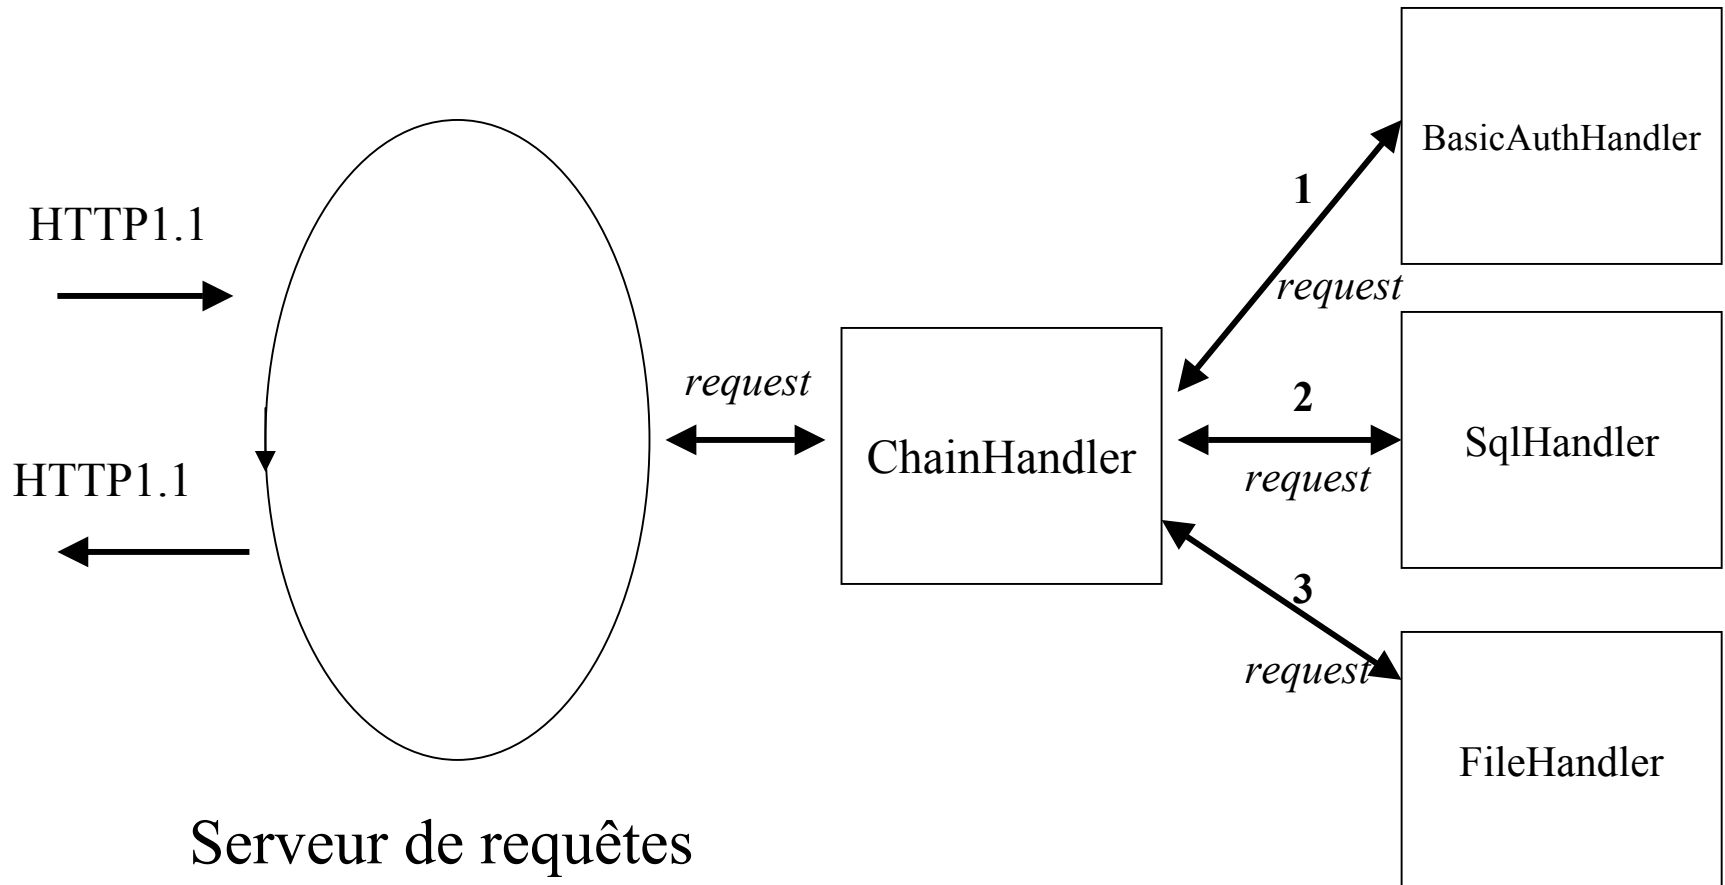 HTTP1.1
HTTP1.1
Serveur de requêtes
request
ChainHandler
1
request
BasicAuthHandler
2
request
SqlHandler
3
request
FileHandler